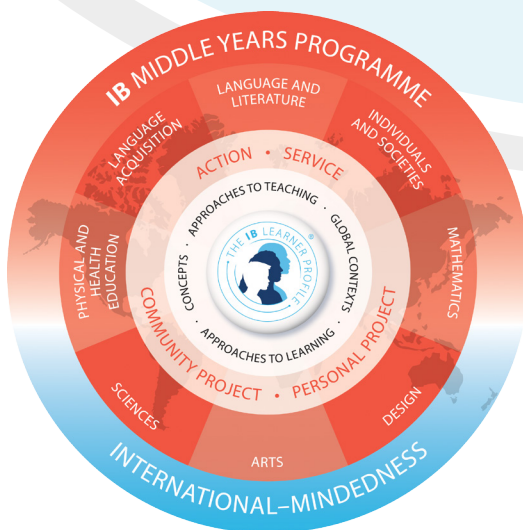 IB MIDDLE YEARS PROGRAMME
LANGUAGE AND
LITERATURE
INDIVIDUALS
AND SOCIETIES
MATHEMATICS
DESIGN
ARTS
SCIENCES
PHYSICAL AND
HEALTH
EDUCATION
LANGUAGE
ACQUISITION
ACTION • SERVICE
PERSONAL PROJECT •
COMMUNITY PROJECT
APPROACHES TO TEACHING ·
GLOBAL CONTEXTS ·
APPROACHES TO LEARNING ·
CONCEPTS ·
THE IB LEARNER PROFILE ®
INTERNATIONAL–MINDEDNESS